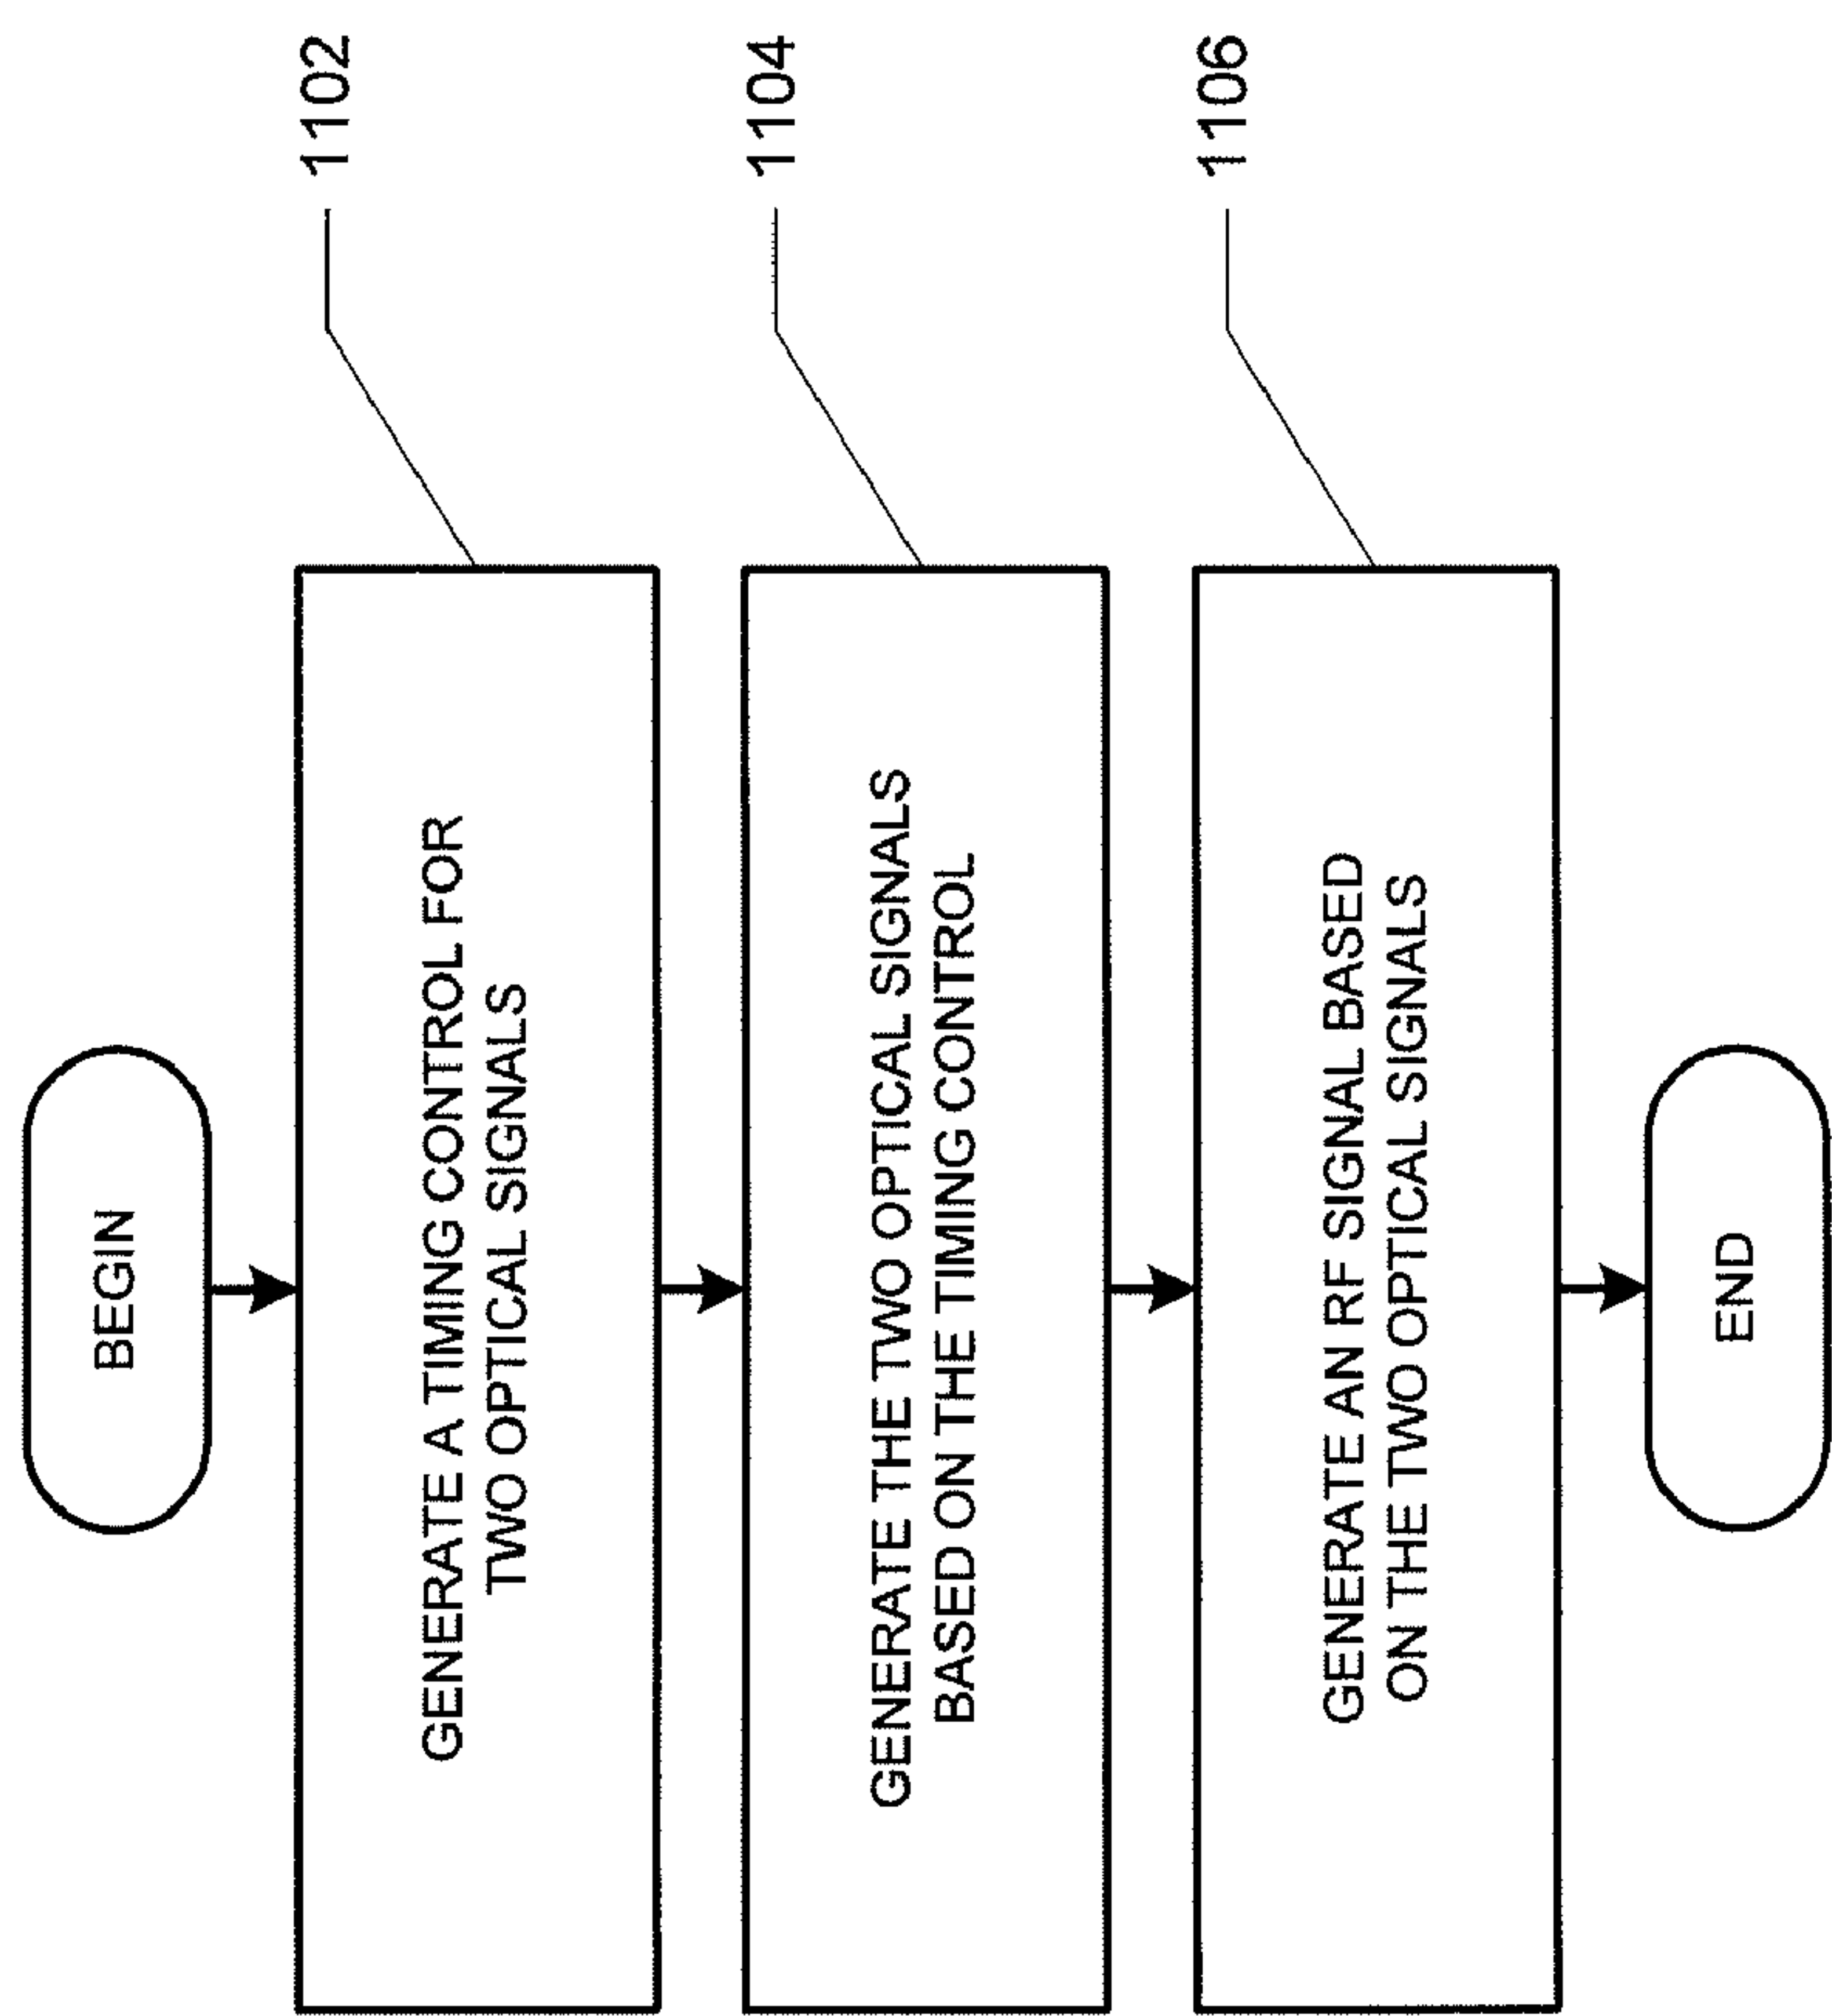 BEGIN
GENERATE A TIMING CONTROL FOR
TWO OPTICAL SIGNALS
1102
GENERATE THE TWO OPTICAL SIGNALS
BASED ON THE TIMING CONTROL
1104
GENERATE AN RF SIGNAL BASED
ON THE TWO OPTICAL SIGNALS
1106
END